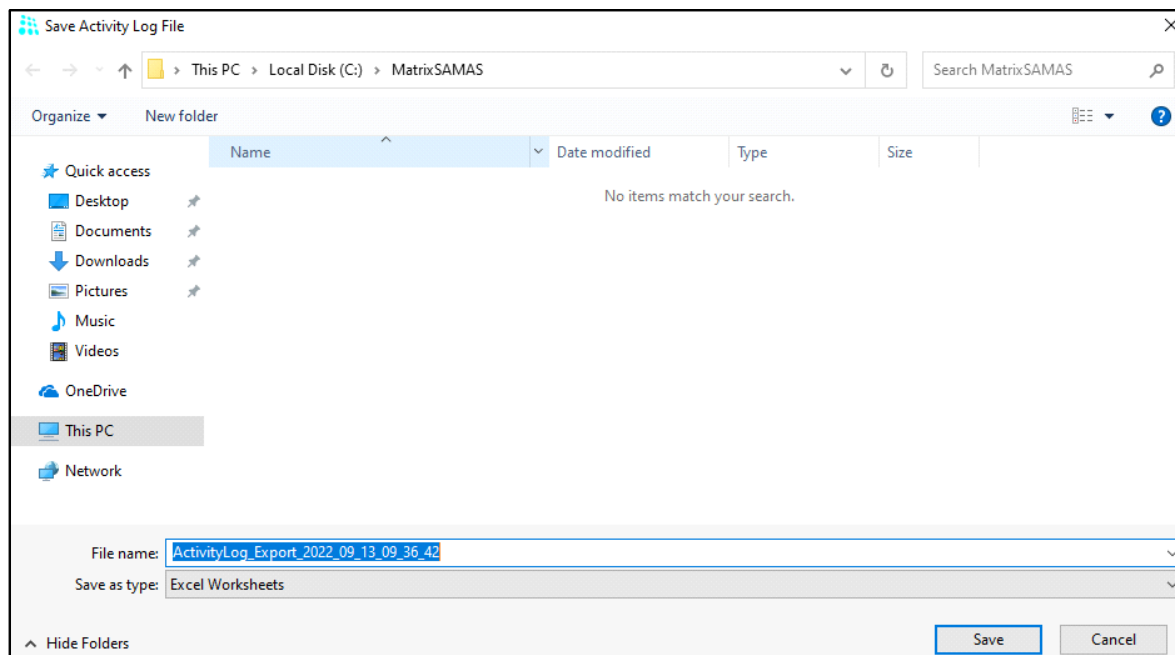 Save Activity Log File
This PC > Local Disk (C:) > MatrixSAMAS
Search MatrixSAMAS
Organize
New folder
?
Name
Date modified
Type
Size
Quick access
No items match your search.
Desktop
Documents
Downloads
Pictures
Music
Videos
OneDrive
This PC
Network
File name: ActivityLog_Export_2022_09_13_09_36_42
Save as type: Excel Worksheets
Hide Folders
Save
Cancel